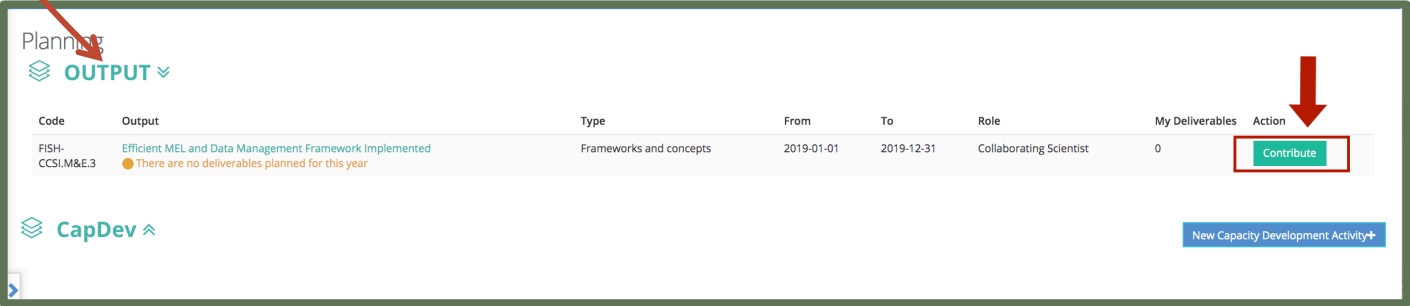 Planning
OUTPUT
Code Output Type From To Role My Deliverables Action
FISH-CCSI.M&E.3 Efficient MEL and Data Management Framework Implemented Frameworks and concepts 2019-01-01 2019-12-31 Collaborating Scientist 0 Contribute
There are no deliverables planned for this year
CapDev
New Capacity Development Activity+